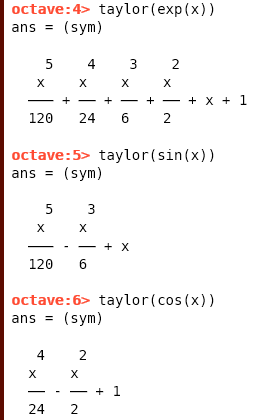 octave:4> taylor(exp(x))
ans = (sym)
   5    4    3    2
  x    x    x    x
 ─── + ── + ── + ── + x + 1
 120   24   6    2
octave:5> taylor(sin(x))
ans = (sym)
   5    3
  x    x
 ─── - ── + x
 120   6
octave:6> taylor(cos(x))
ans = (sym)
  4    2
 x    x
 ── - ── + 1
 24   2